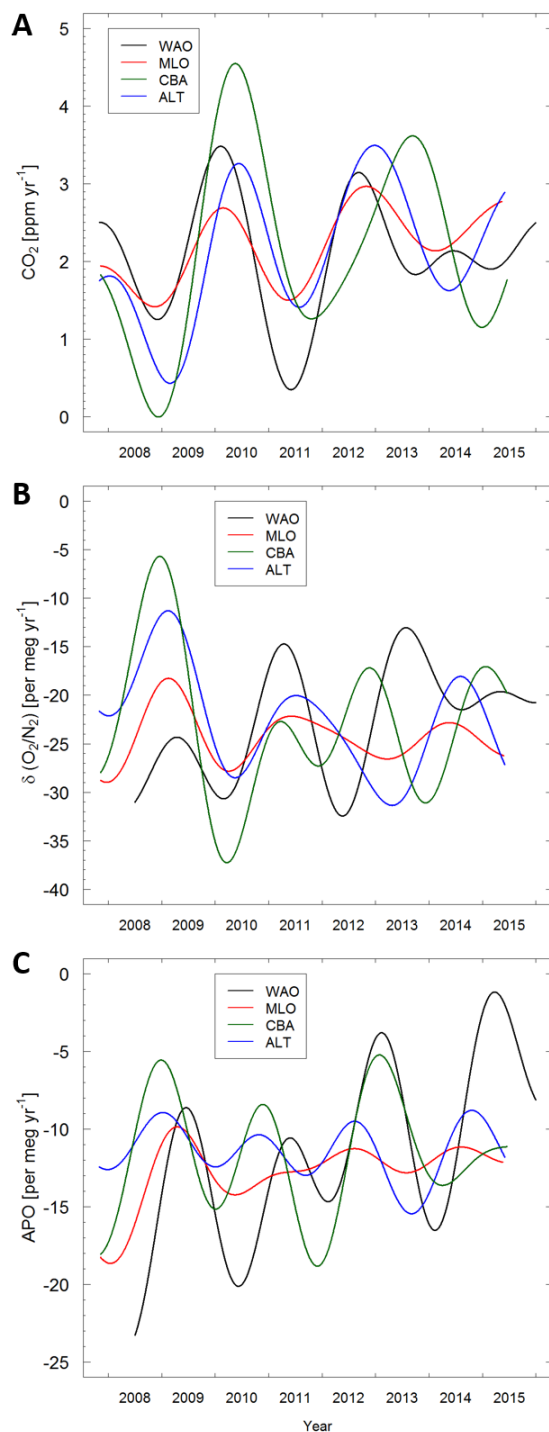 A
WAO
MLO
CBA
ALT
5
4
3
2
1
0
CO₂ [ppm yr⁻¹]
2008 2009 2010 2011 2012 2013 2014 2015
B
WAO
MLO
CBA
ALT
0
-5
-10
-15
-20
-25
-30
-35
-40
δ (O₂/N₂) [per meg yr⁻¹]
2008 2009 2010 2011 2012 2013 2014 2015
C
WAO
MLO
CBA
ALT
0
-5
-10
-15
-20
-25
APO [per meg yr⁻¹]
2008 2009 2010 2011 2012 2013 2014 2015
Year